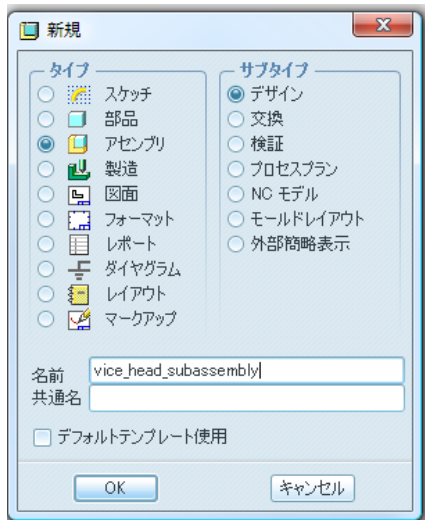 新規
タイプ
スケッチ
部品
アセンブリ
製造
図面
フォーマット
レポート
ダイヤグラム
レイアウト
マークアップ
サブタイプ
デザイン
交換
検証
プロセスプラン
NC モデル
モールドレイアウト
外部簡略表示
名前 vice_head_subassembly
共通名
デフォルトテンプレート使用
OK キャンセル